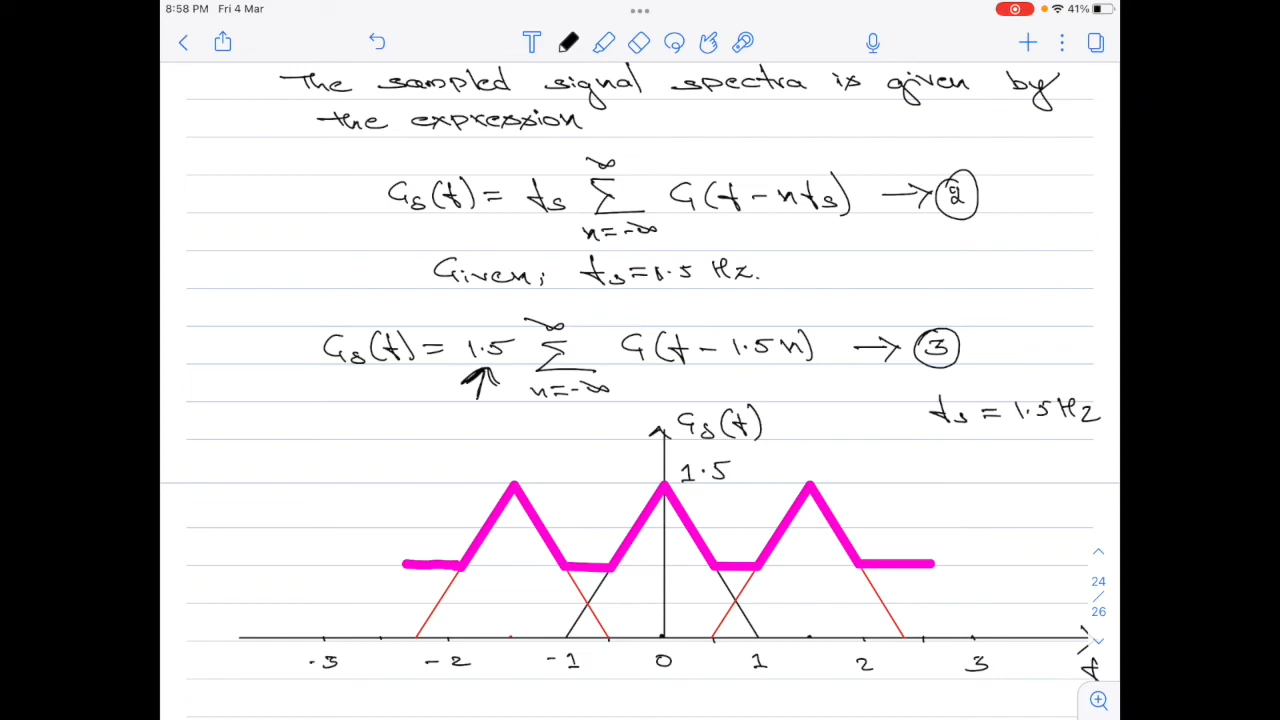 8:58 PM Fri 4 Mar 41%
The sampled signal spectra is given by
the expression
Gδ(f) = fs ∞ Σ n=-∞ G(f - nfs) → 2
Given, fs = 1.5 Hz.
Gδ(f) = 1.5 ∞ Σ n=-∞ G(f - 1.5n) → 3
fs = 1.5 Hz
Gδ(f)
1.5
24
/
26
-3 -2 -1 0 1 2 3 f